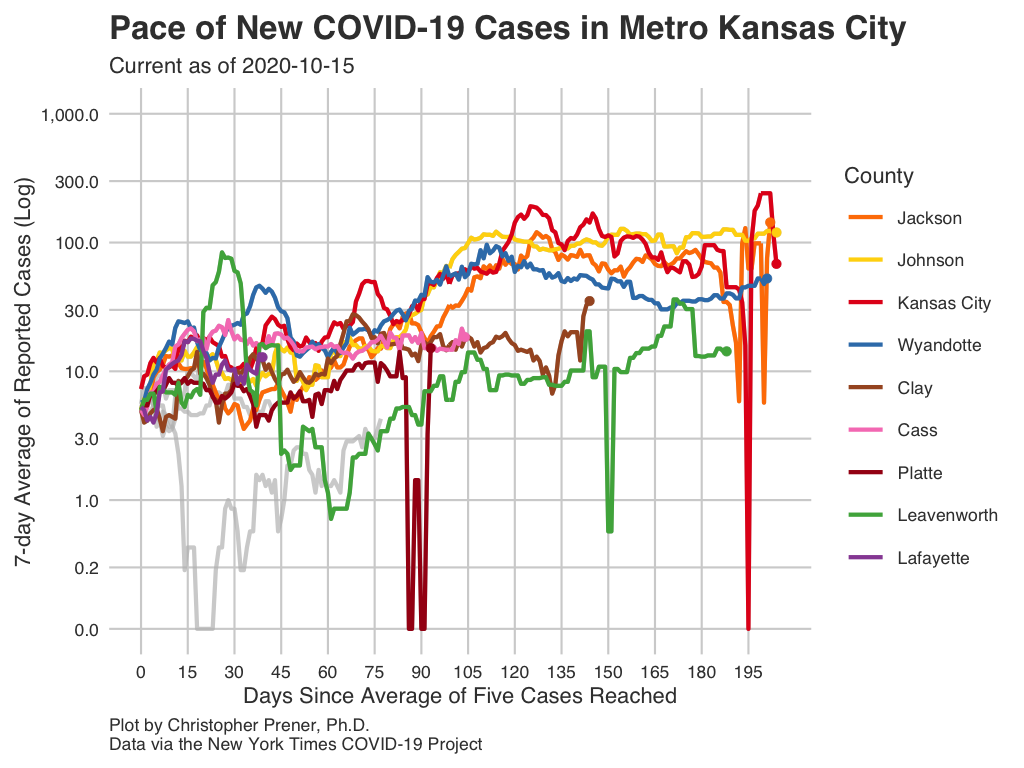 Pace of New COVID-19 Cases in Metro Kansas City
Current as of 2020-10-15
7-day Average of Reported Cases (Log)
1,000.0
300.0
100.0
30.0
10.0
3.0
1.0
0.2
0.0
0 15 30 45 60 75 90 105 120 135 150 165 180 195
Days Since Average of Five Cases Reached
County
Jackson
Johnson
Kansas City
Wyandotte
Clay
Cass
Platte
Leavenworth
Lafayette
Plot by Christopher Prener, Ph.D.
Data via the New York Times COVID-19 Project